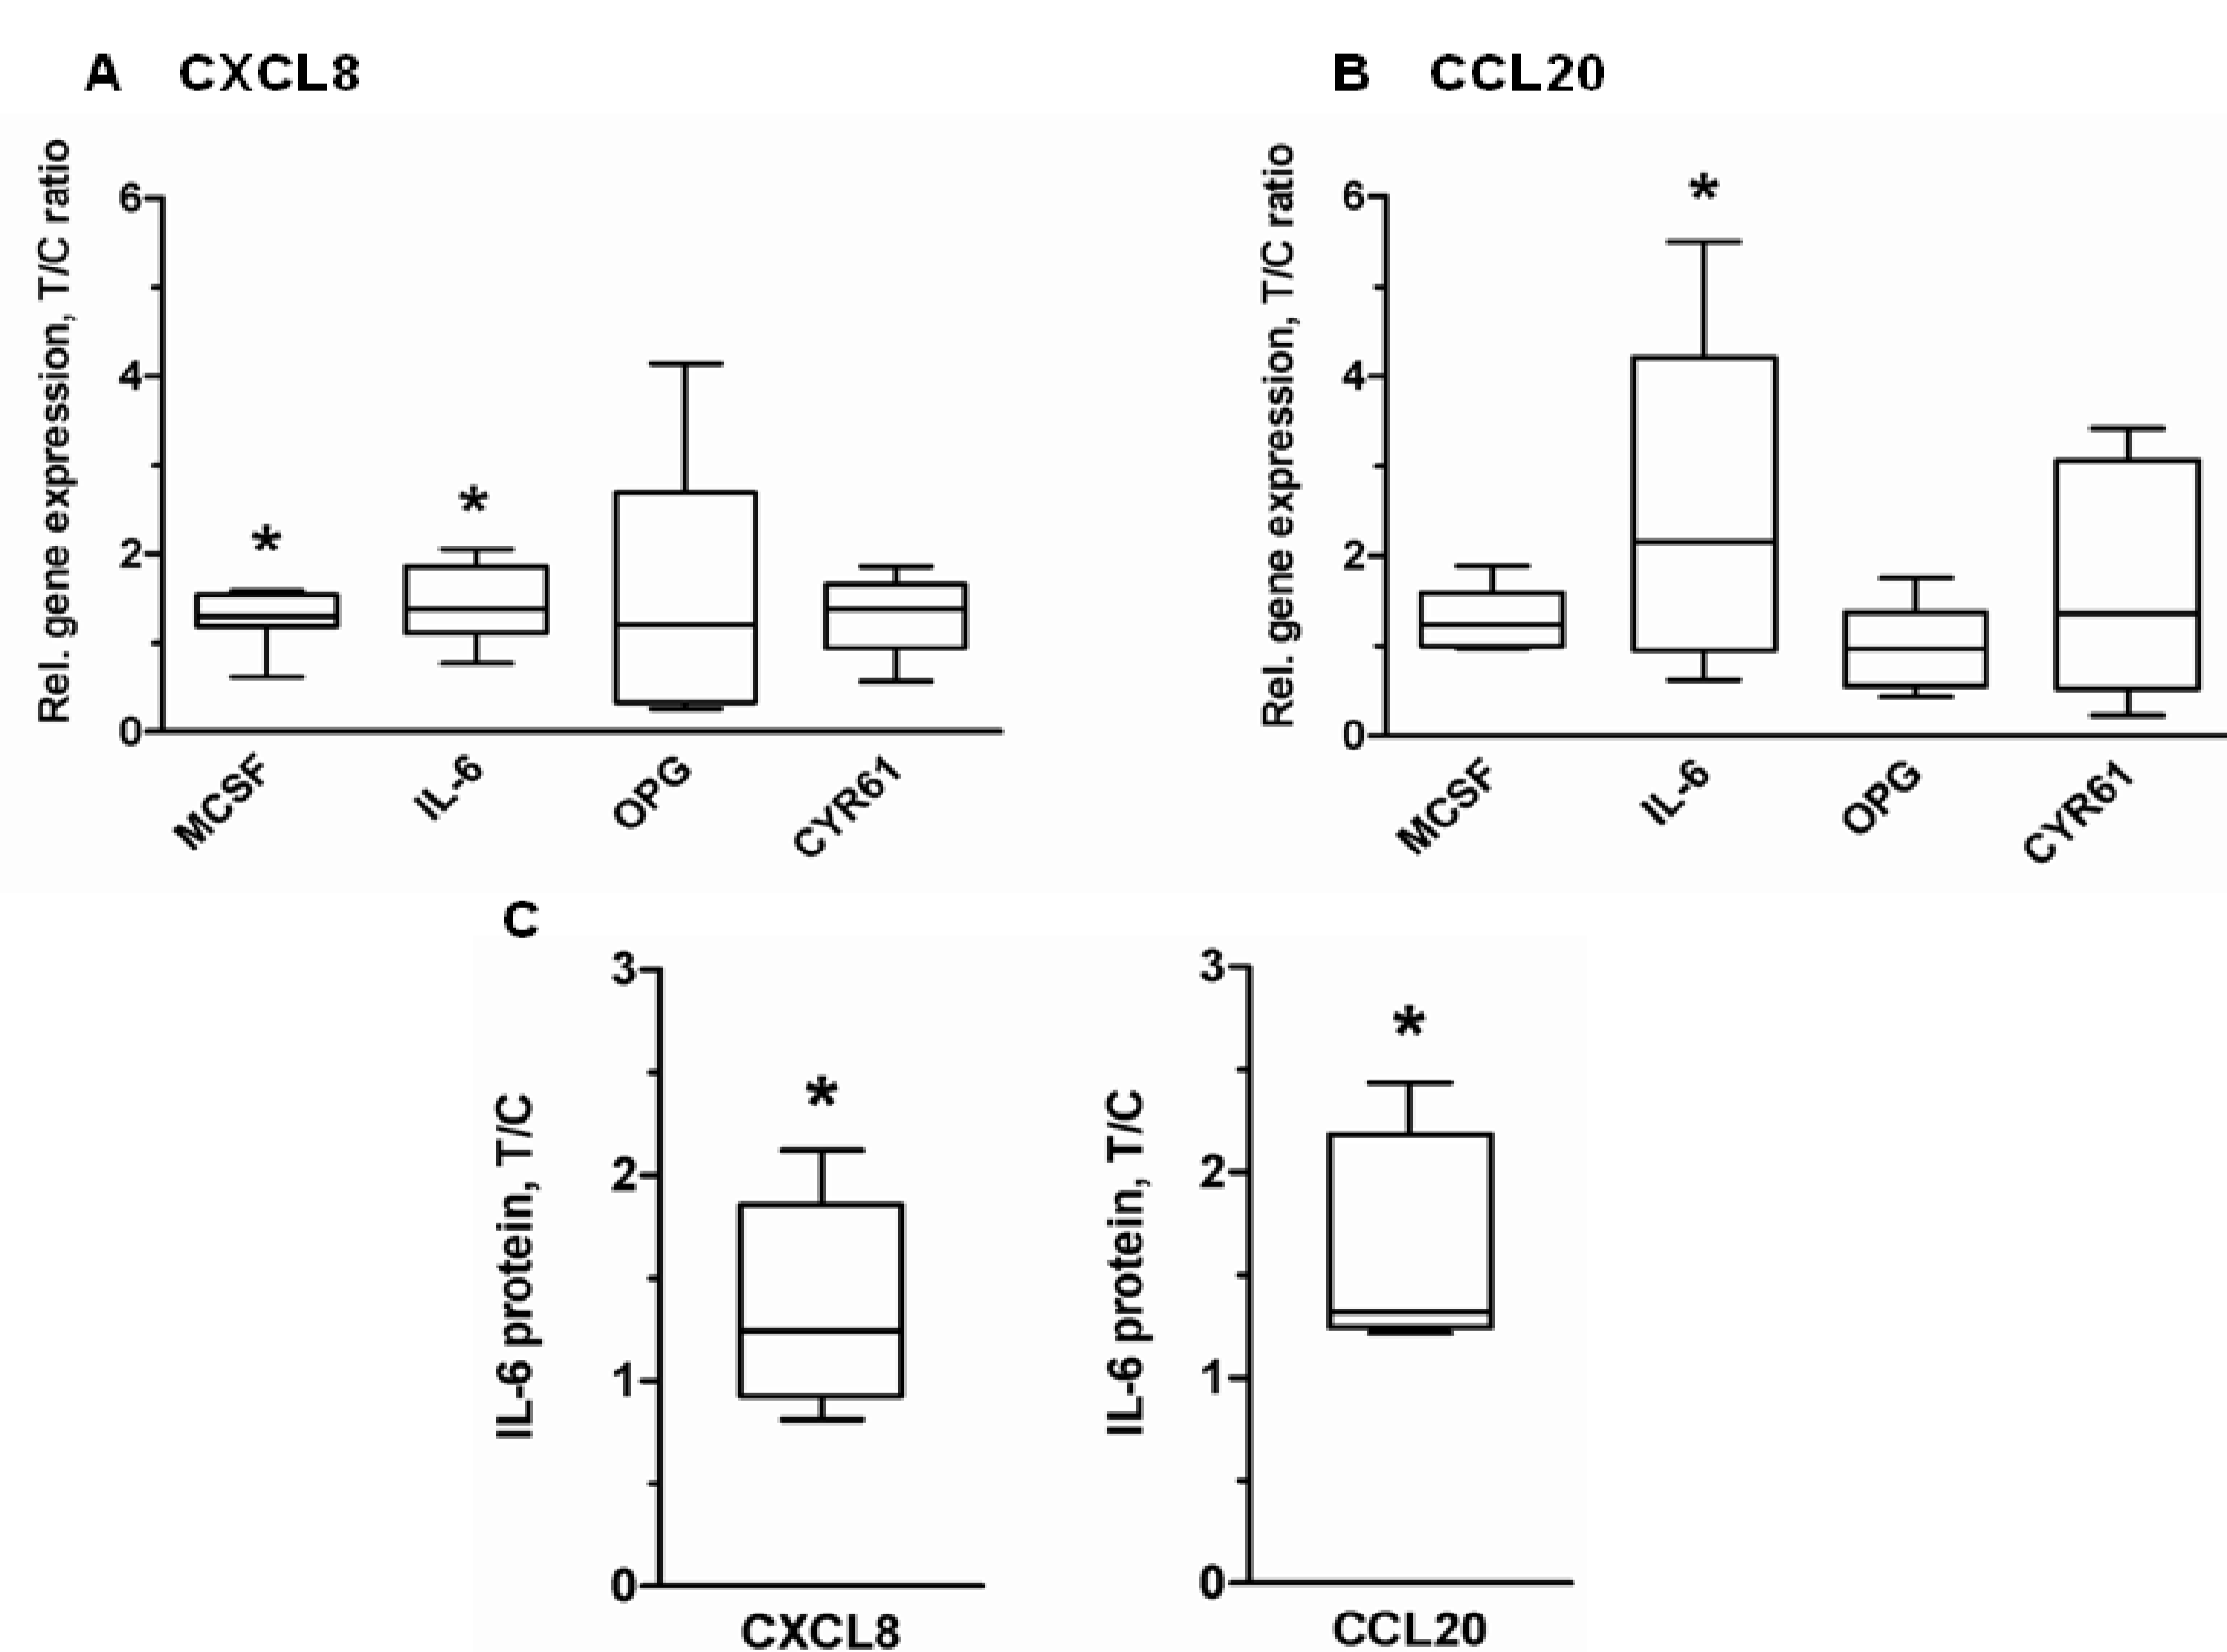 A CXCL8
Rel. gene expression, T/C ratio
6
4
2
0
*
*
MCSF
IL-6
OPG
CYR61
B CCL20
Rel. gene expression, T/C ratio
6
4
2
0
*
MCSF
IL-6
OPG
CYR61
C
IL-6 protein, T/C
3
2
1
0
*
CXCL8
IL-6 protein, T/C
3
2
1
0
*
CCL20